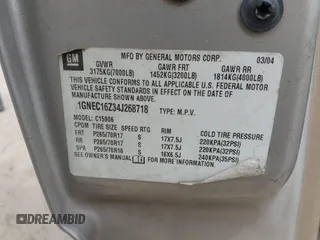 GM
MFD BY GENERAL MOTORS CORP. 03/04
GVWR GAWR FRT GAWR RR
3175KG(7000LB) 1452KG(3200LB) 1814KG(4000LB)
THIS VEHICLE CONFORMS TO ALL APPLICABLE U.S. FEDERAL MOTOR
VEHICLE SAFETY STANDARDS IN EFFECT ON THE DATE OF
MANUFACTURE SHOWN ABOVE.
1GNEC16Z34J268718 TYPE: M.P.V.
MODEL: C15906
CPQM TIRE SIZE SPEED RTG RIM COLD TIRE PRESSURE
FRT P265/70R17 S 17X7.5J 220KPA(32PSI)
RR P265/70R17 S 17X7.5J 220KPA(32PSI)
SPR P265/70R16 S 16X6.5J 240KPA(35PSI)
SEE OWNER'S MANUAL FOR ADDITIONAL INFORMATION.
DREAMBID